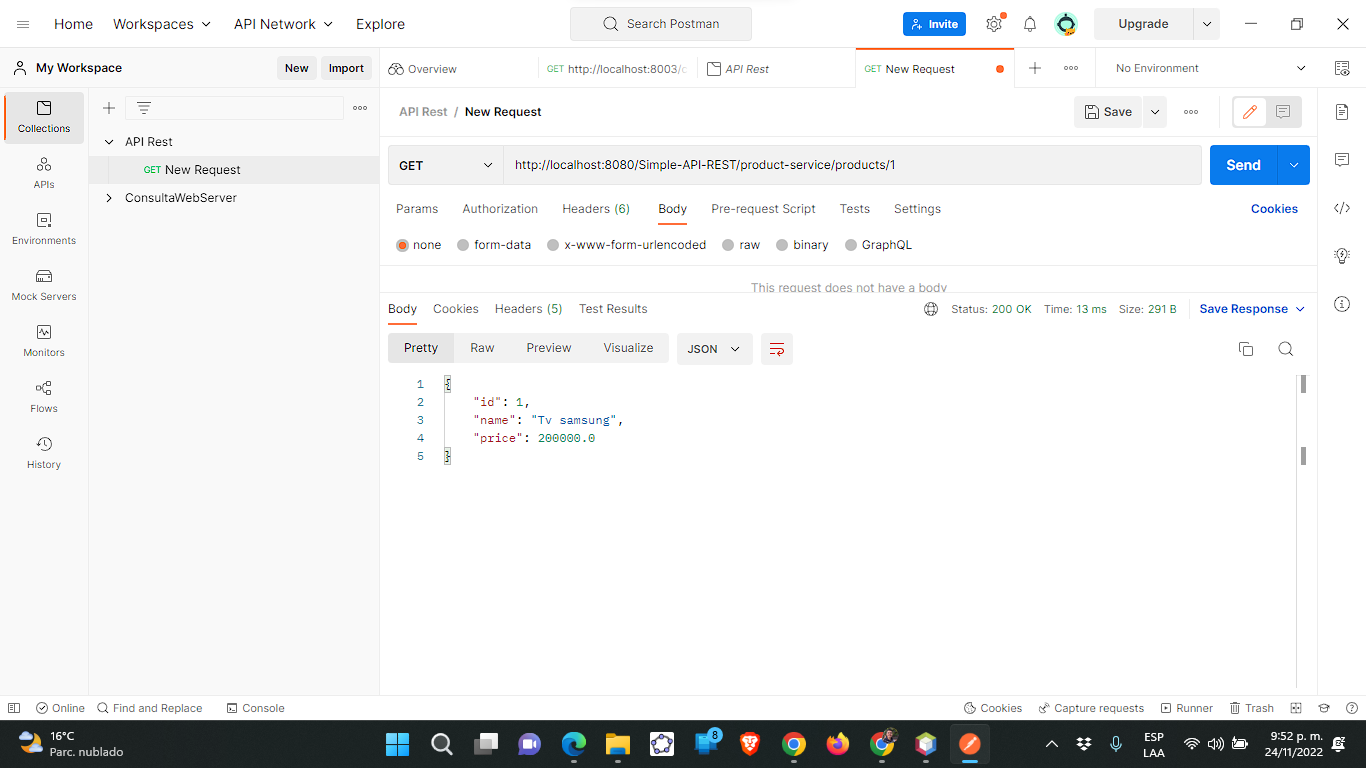 Home Workspaces API Network Explore Search Postman Invite Upgrade
My Workspace New Import Overview GET http://localhost:8003/c API Rest GET New Request No Environment
Collections
APIs
Environments
Mock Servers
Monitors
Flows
History
API Rest
GET New Request
ConsultaWebServer
API Rest / New Request Save
GET http://localhost:8080/Simple-API-REST/product-service/products/1 Send
Params Authorization Headers (6) Body Pre-request Script Tests Settings Cookies
none form-data x-www-form-urlencoded raw binary GraphQL
This request does not have a body
Body Cookies Headers (5) Test Results Status: 200 OK Time: 13 ms Size: 291 B Save Response
Pretty Raw Preview Visualize JSON
1 {
2 "id": 1,
3 "name": "Tv samsung",
4 "price": 200000.0
5 }
Online Find and Replace Console Cookies Capture requests Runner Trash
16°C
Parc. nublado
8
ESP
LAA
9:52 p. m.
24/11/2022